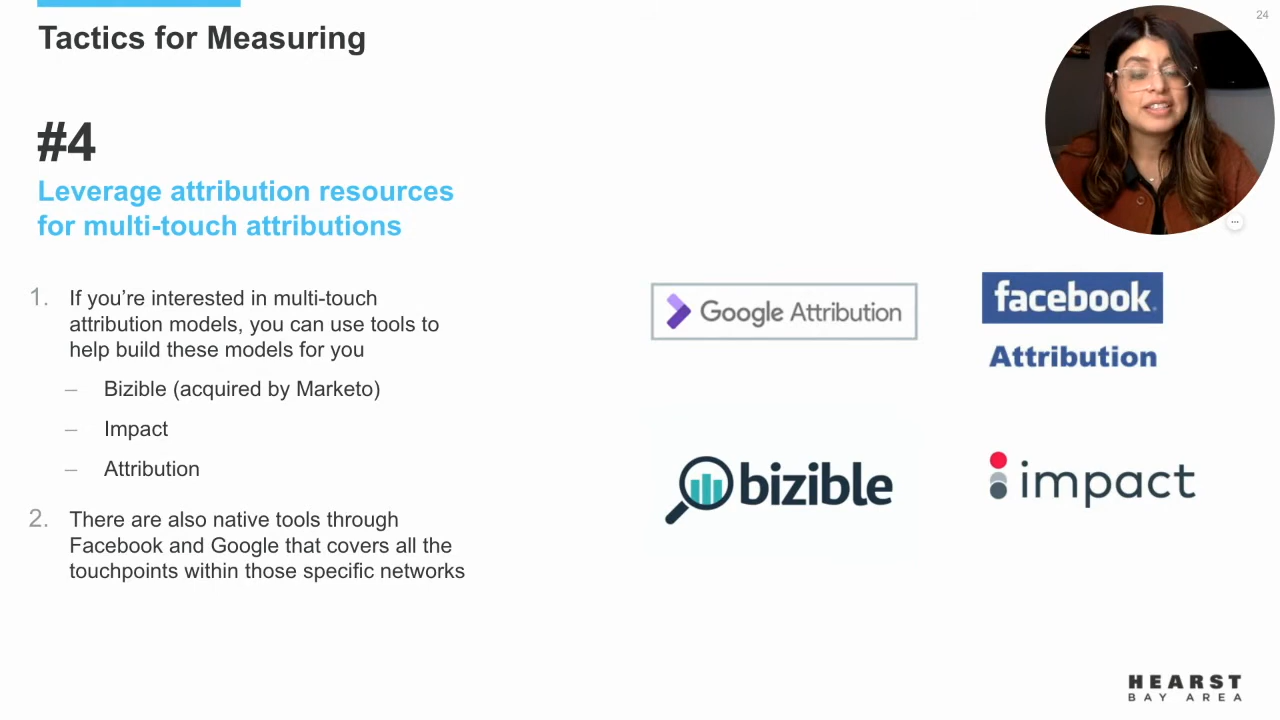 24
Tactics for Measuring
#4
Leverage attribution resources
for multi-touch attributions
1. If you’re interested in multi-touch
attribution models, you can use tools to
help build these models for you
– Bizible (acquired by Marketo)
– Impact
– Attribution
2. There are also native tools through
Facebook and Google that covers all the
touchpoints within those specific networks
Google Attribution
facebook
Attribution
bizible
impact
HEARST
BAY AREA